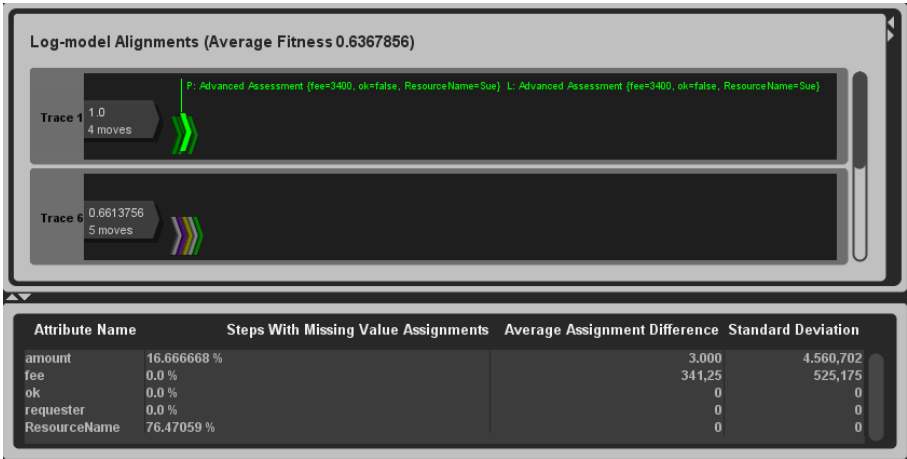 Log-model Alignments (Average Fitness 0.6367856)
P: Advanced Assessment {fee=3400, ok=false, ResourceName=Sue} L: Advanced Assessment {fee=3400, ok=false, ResourceName=Sue}
Trace 1
1.0
4 moves
Trace 6
0.6613756
5 moves
Attribute Name Steps With Missing Value Assignments Average Assignment Difference Standard Deviation
amount 16.666668 % 3.000 4.560,702
fee 0.0 % 341,25 525,175
ok 0.0 % 0 0
requester 0.0 % 0 0
ResourceName 76.47059 % 0 0